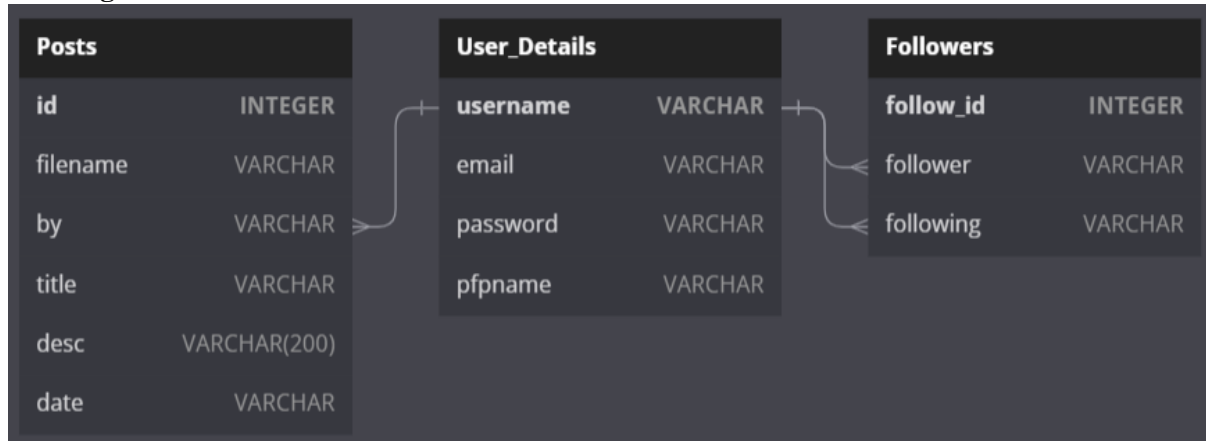 Posts
id INTEGER
filename VARCHAR
by VARCHAR
title VARCHAR
desc VARCHAR(200)
date VARCHAR
User_Details
username VARCHAR
email VARCHAR
password VARCHAR
pfpname VARCHAR
Followers
follow_id INTEGER
follower VARCHAR
following VARCHAR